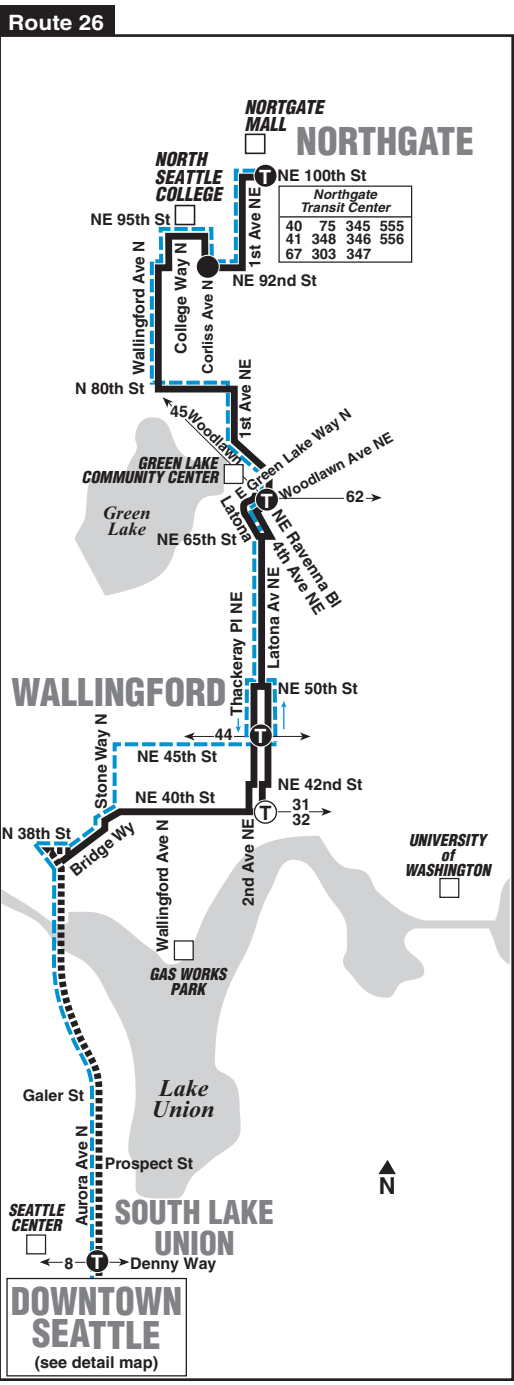 Route 26
NORTGATE
MALL
NORTHGATE
NORTH
SEATTLE
COLLEGE
T
NE 100th St
Northgate
Transit Center
40 75 345 555
41 348 346 556
67 303 347
NE 95th St
1st Ave NE
Wallingford Ave N
College Way N
Corliss Ave N
NE 92nd St
N 80th St
1st Ave NE
45
Woodlawn
E Green Lake Way N
Woodlawn Ave NE
GREEN LAKE
COMMUNITY CENTER
T
62
Green
Lake
Latona
NE Ravenna Bl
4th Ave NE
NE 65th St
Thackeray Pl NE
Latona Av NE
WALLINGFORD
NE 50th St
Stone Way N
44
T
NE 45th St
NE 42nd St
NE 40th St
T
31
32
N 38th St
Bridge Wy
Wallingford Ave N
2nd Ave NE
UNIVERSITY
of
WASHINGTON
GAS WORKS
PARK
Galer St
Lake
Union
Aurora Ave N
Prospect St
N
SEATTLE
CENTER
SOUTH LAKE
UNION
8
T
Denny Way
DOWNTOWN
SEATTLE
(see detail map)